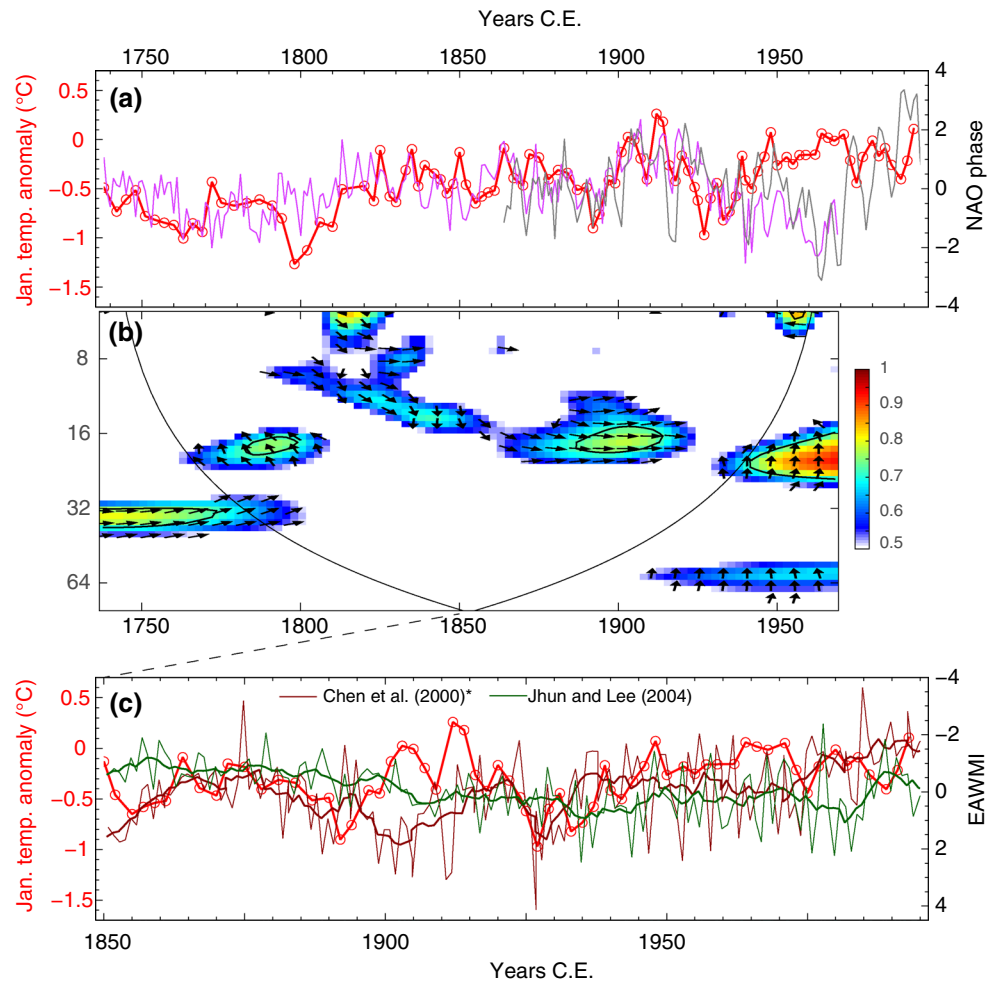 Years C.E.
1750 1800 1850 1900 1950
(a)
Jan. temp. anomaly (°C)
0.5
0
−0.5
−1
−1.5
4
2
0
−2
−4
NAO phase
(b)
8
16
32
64
1
0.9
0.8
0.7
0.6
0.5
1750 1800 1850 1900 1950
(c)
Chen et al. (2000)* Jhun and Lee (2004)
Jan. temp. anomaly (°C)
0.5
0
−0.5
−1
−1.5
−4
−2
0
2
4
EAWMI
1850 1900 1950
Years C.E.